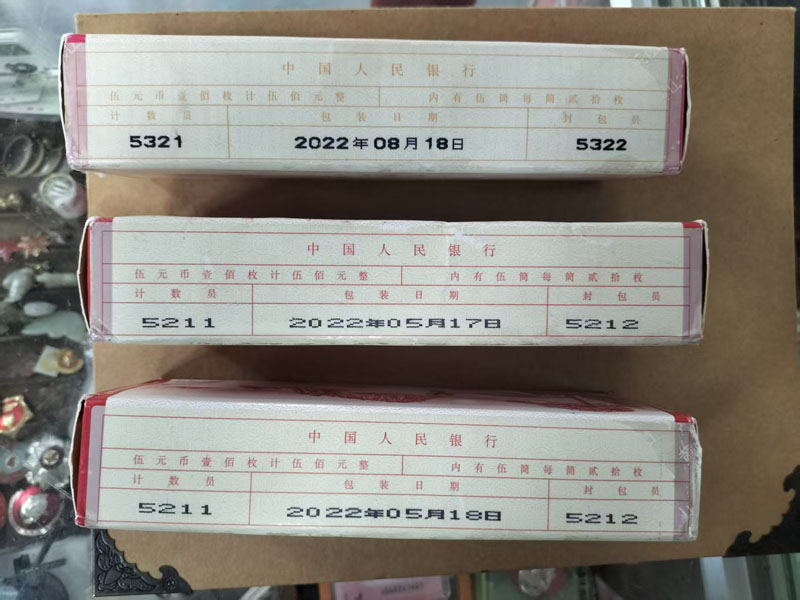 中国人民银行
伍元币壹佰枚计伍佰元整 内有伍筒每筒贰拾枚
计数员 包装日期 封包员
5321 2022年08月18日 5322
中国人民银行
伍元币壹佰枚计伍佰元整 内有伍筒每筒贰拾枚
计数员 包装日期 封包员
5211 2022年05月17日 5212
中国人民银行
伍元币壹佰枚计伍佰元整 内有伍筒每筒贰拾枚
计数员 包装日期 封包员
5211 2022年05月18日 5212